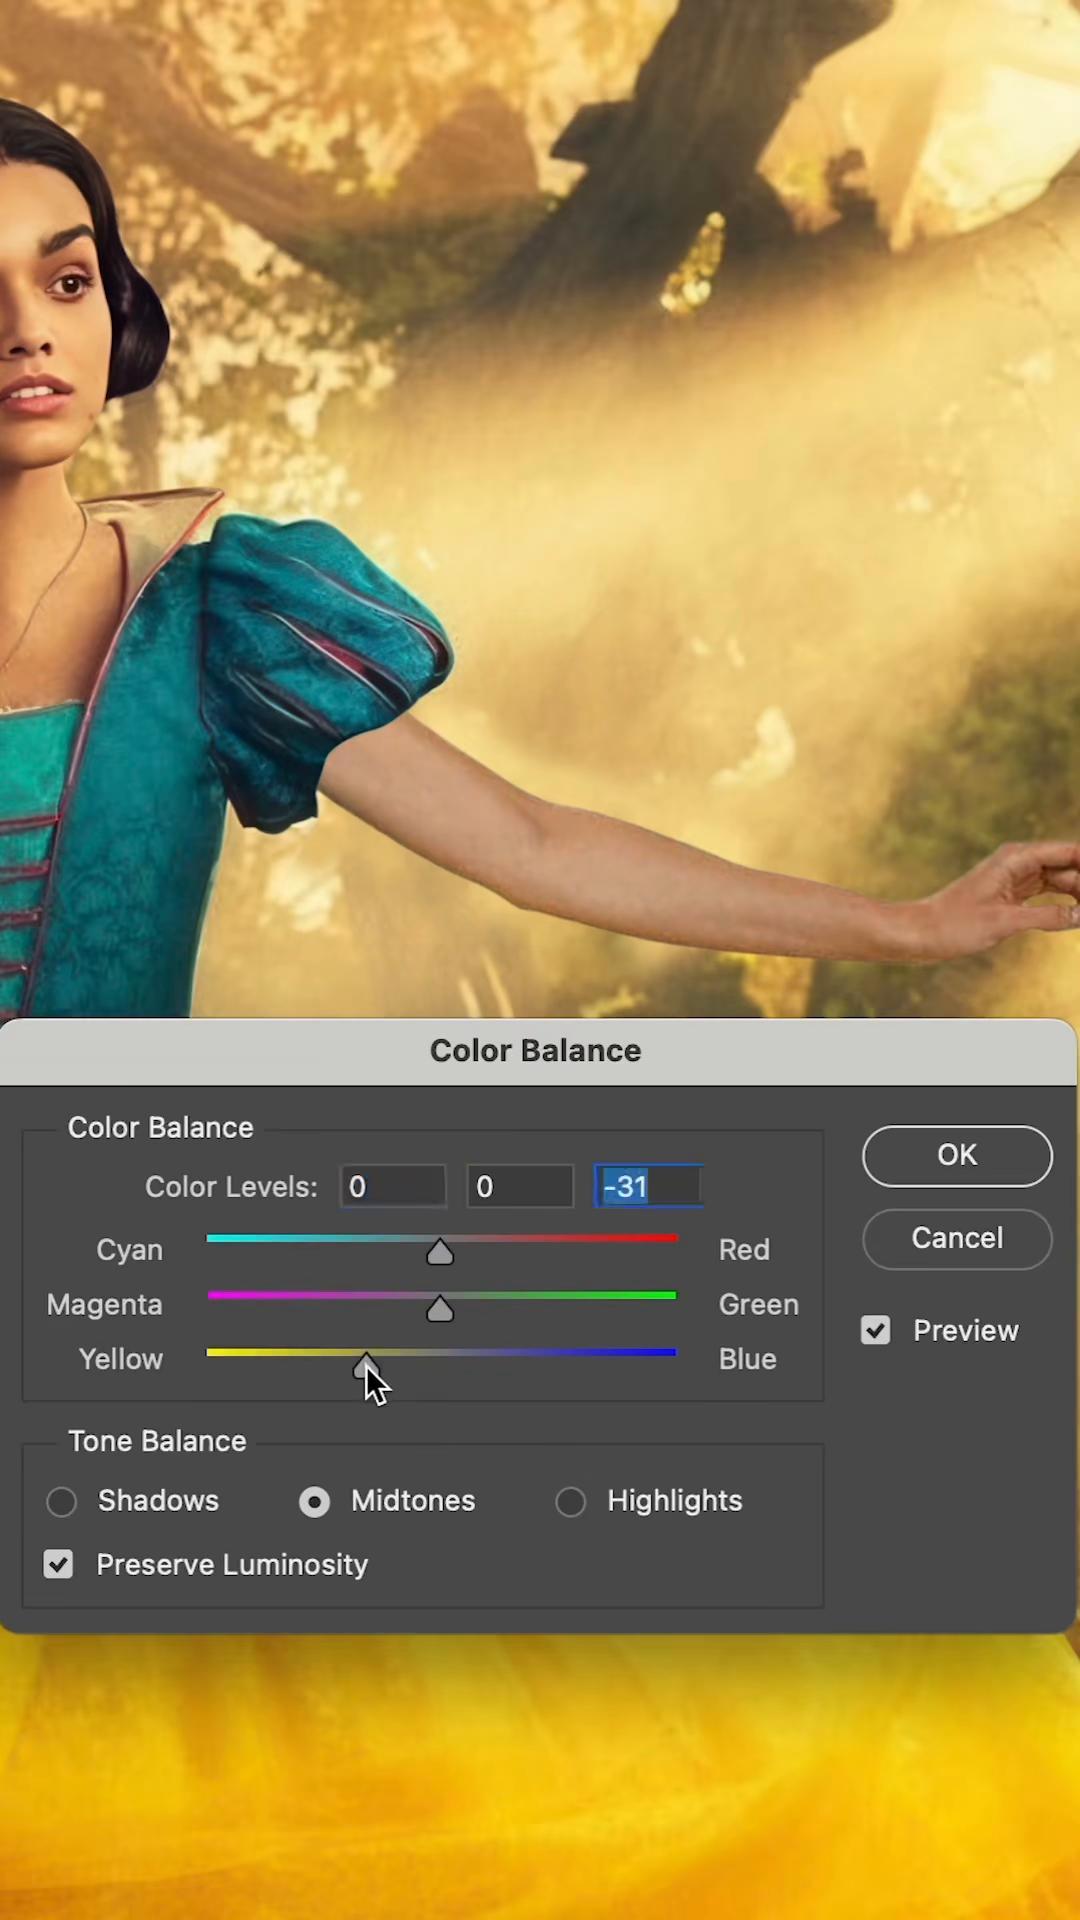 Color Balance
Color Balance
Color Levels: 0 0 -31
Cyan Red
Magenta Green
Yellow Blue
OK
Cancel
Preview
Tone Balance
Shadows Midtones Highlights
Preserve Luminosity